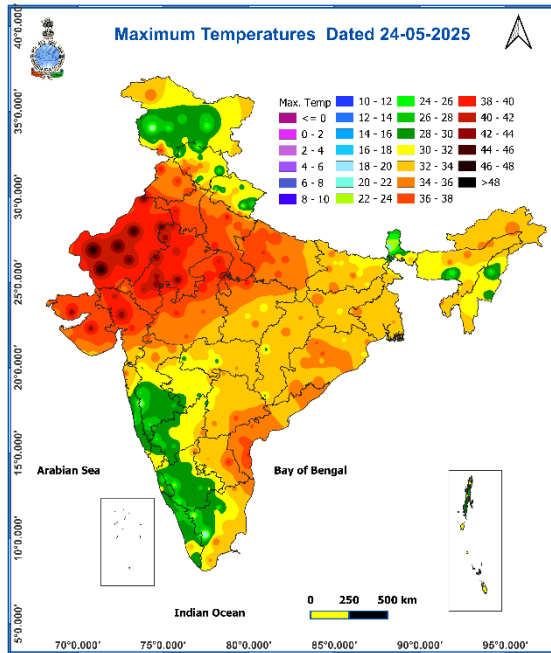 Maximum Temperatures Dated 24-05-2025
Max. Temp
<= 0
0 - 2
2 - 4
4 - 6
6 - 8
8 - 10
10 - 12
12 - 14
14 - 16
16 - 18
18 - 20
20 - 22
22 - 24
24 - 26
26 - 28
28 - 30
30 - 32
32 - 34
34 - 36
36 - 38
38 - 40
40 - 42
42 - 44
44 - 46
46 - 48
>48
40°0.000'
35°0.000'
30°0.000'
25°0.000'
20°0.000'
15°0.000'
10°0.000'
5°0.000'
Arabian Sea
Bay of Bengal
Indian Ocean
0 250 500 km
70°0.000' 75°0.000' 80°0.000' 85°0.000' 90°0.000' 95°0.000'